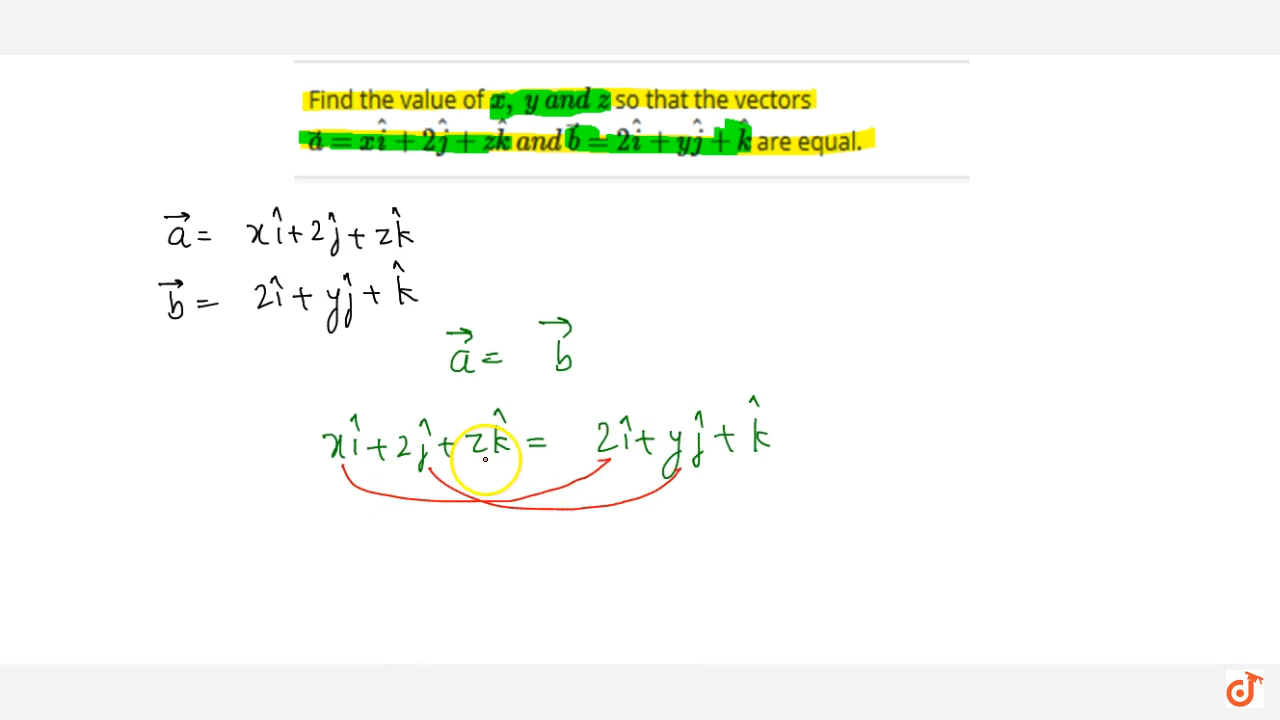 Find the value of x, y and z so that the vectors
a⃗ = xî + 2ĵ + zk̂ and b⃗ = 2î + yĵ + k̂ are equal.
a⃗ = xî + 2ĵ + zk̂
b⃗ = 2î + yĵ + k̂
a⃗ = b⃗
xî + 2ĵ + zk̂ = 2î + yĵ + k̂